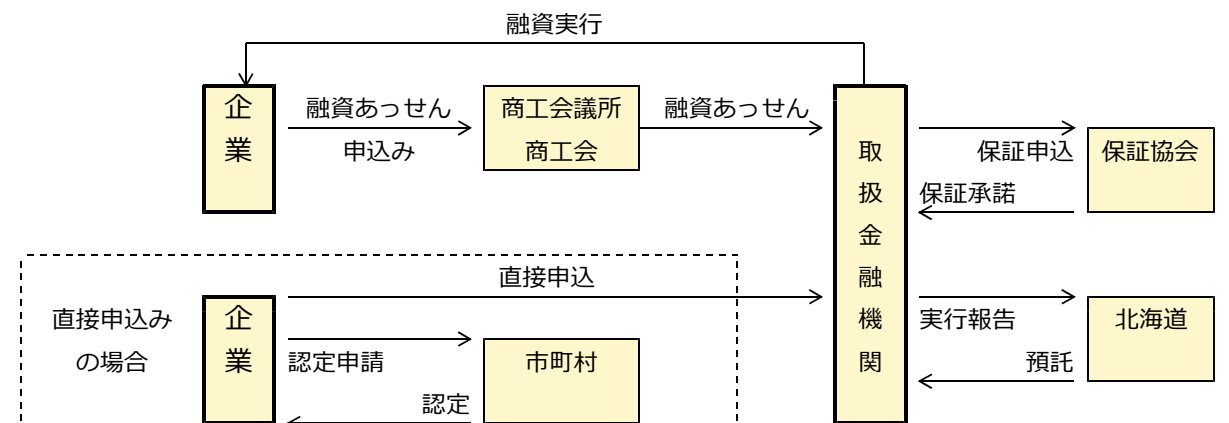 融資実行
企業
融資あっせん
申込み
商工会議所
商工会
融資あっせん
取扱金融機関
保証申込
保証承諾
保証協会
直接申込み
の場合
企業
直接申込
認定申請
認定
市町村
実行報告
預託
北海道